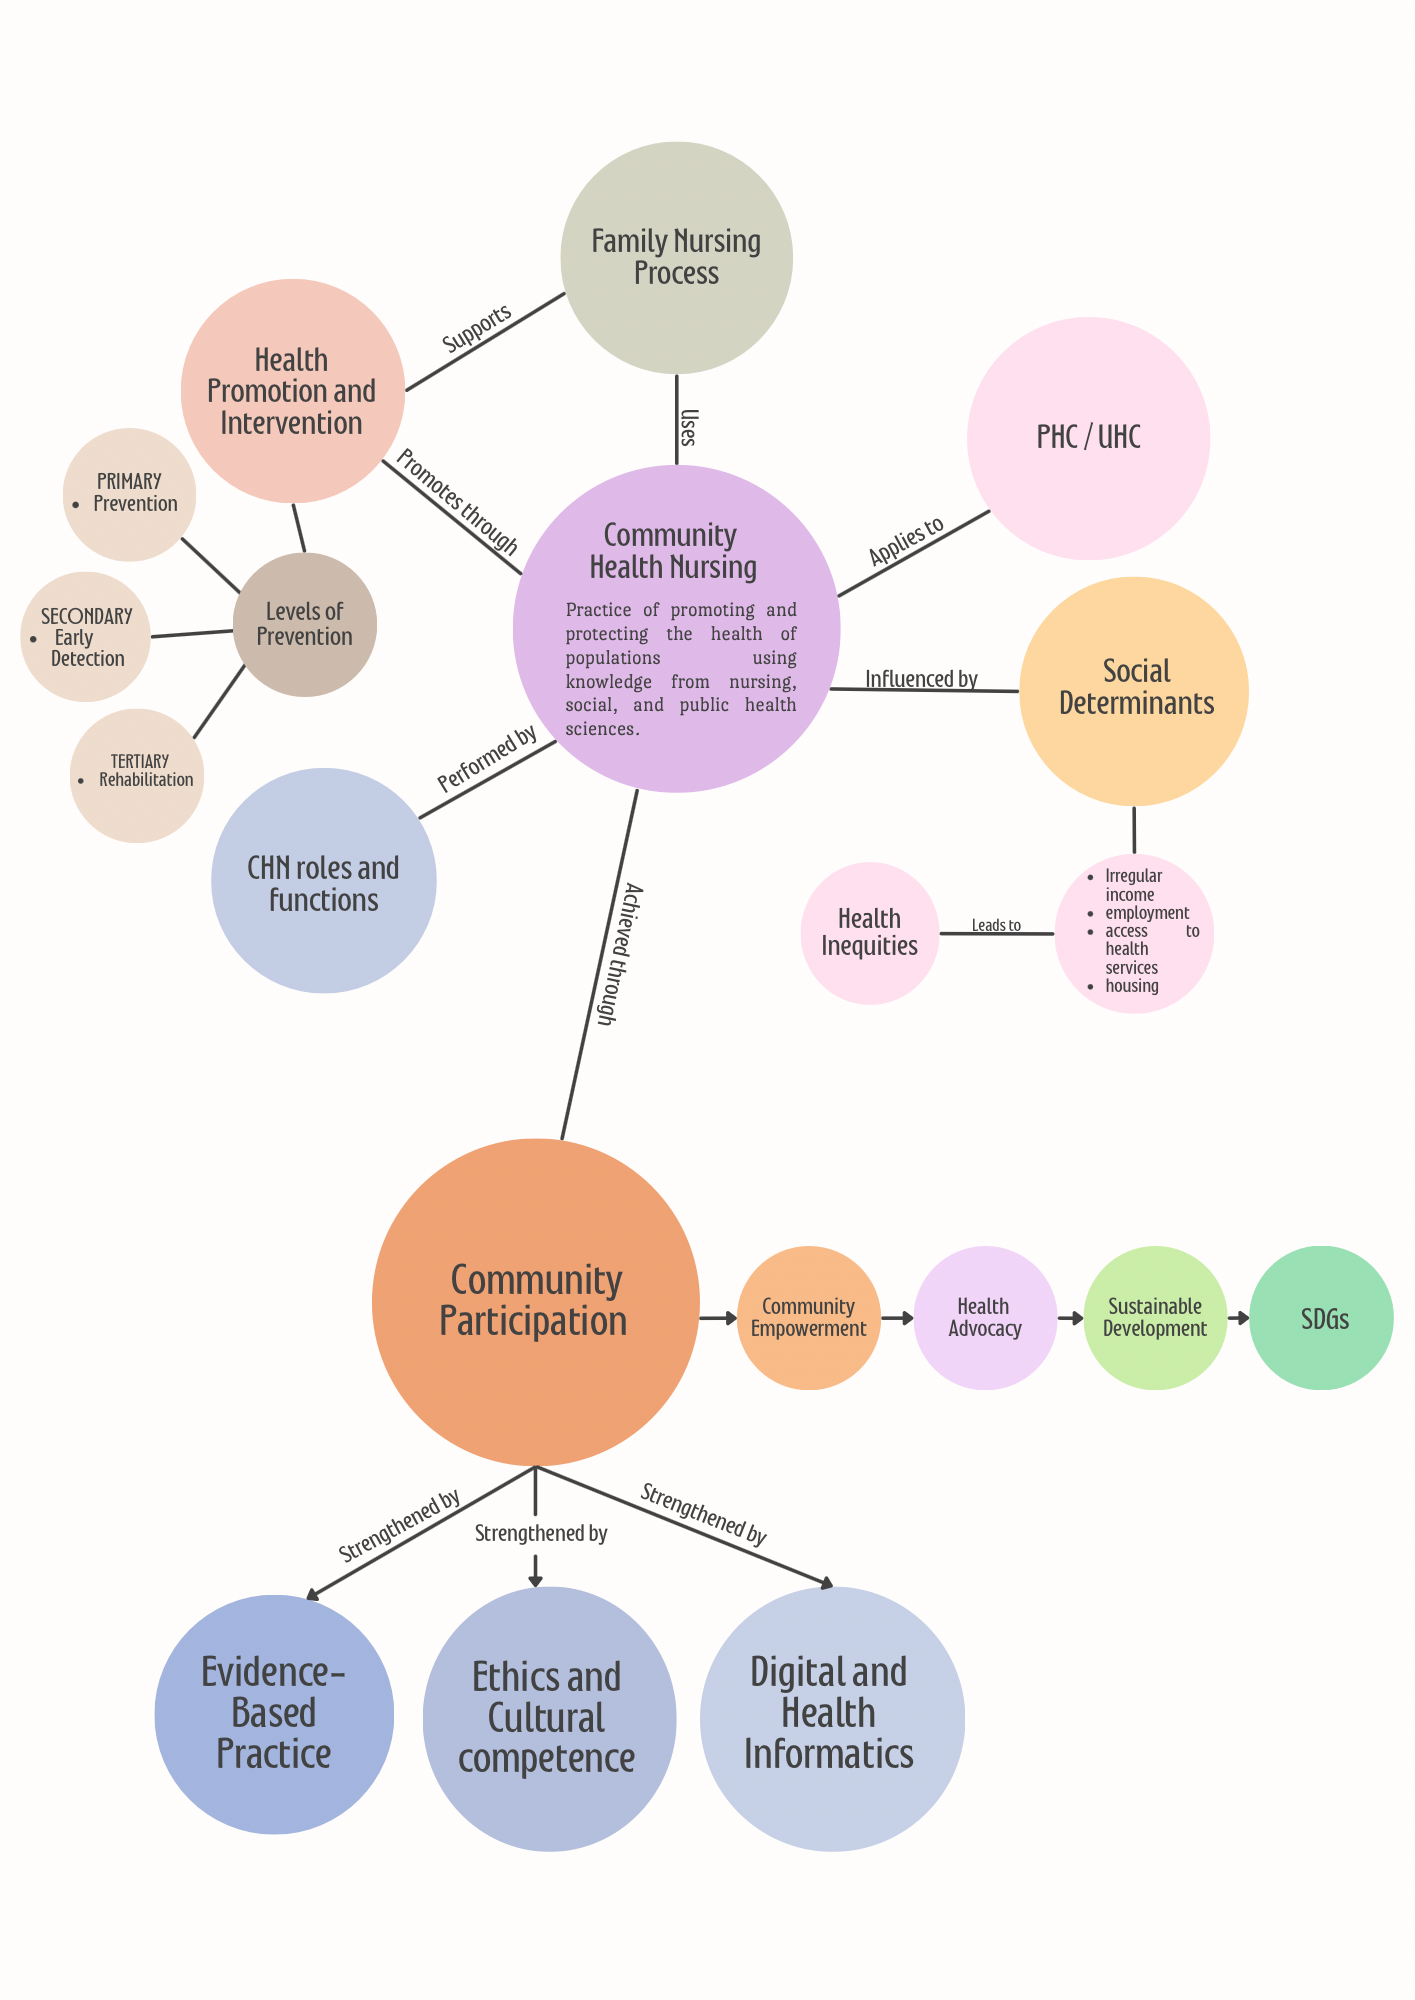 Family Nursing
Process
Supports
Health
Promotion and
Intervention
Uses
PHC / UHC
Promotes through
PRIMARY
• Prevention
Community
Health Nursing
Practice of promoting and
protecting the health of
populations using
knowledge from nursing,
social, and public health
sciences.
Applies to
SECONDARY
• Early
Detection
Levels of
Prevention
Influenced by
Social
Determinants
TERTIARY
• Rehabilitation
Performed by
CHN roles and
functions
Achieved through
Health
Inequities
Leads to
• Irregular
income
• employment
• access to
health
services
• housing
Community
Participation
Community
Empowerment
Health
Advocacy
Sustainable
Development
SDGs
Strengthened by
Strengthened by
Strengthened by
Evidence-
Based
Practice
Ethics and
Cultural
competence
Digital and
Health
Informatics